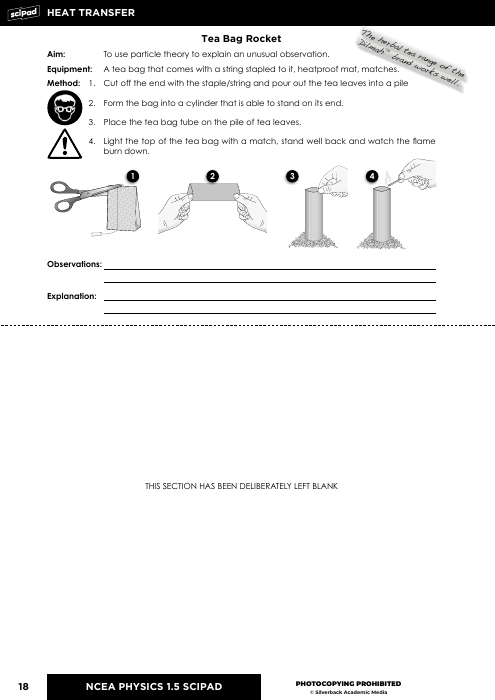 scipad HEAT TRANSFER
Tea Bag Rocket
The herbal tea range of the
Dilmah™ brand works well.
Aim: To use particle theory to explain an unusual observation.
Equipment: A tea bag that comes with a string stapled to it, heatproof mat, matches.
Method: 1. Cut off the end with the staple/string and pour out the tea leaves into a pile
2. Form the bag into a cylinder that is able to stand on its end.
3. Place the tea bag tube on the pile of tea leaves.
4. Light the top of the tea bag with a match, stand well back and watch the flame
burn down.
1 2 3 4
Observations:
Explanation:
THIS SECTION HAS BEEN DELIBERATELY LEFT BLANK
18 NCEA PHYSICS 1.5 SCIPAD
PHOTOCOPYING PROHIBITED
© Silverback Academic Media